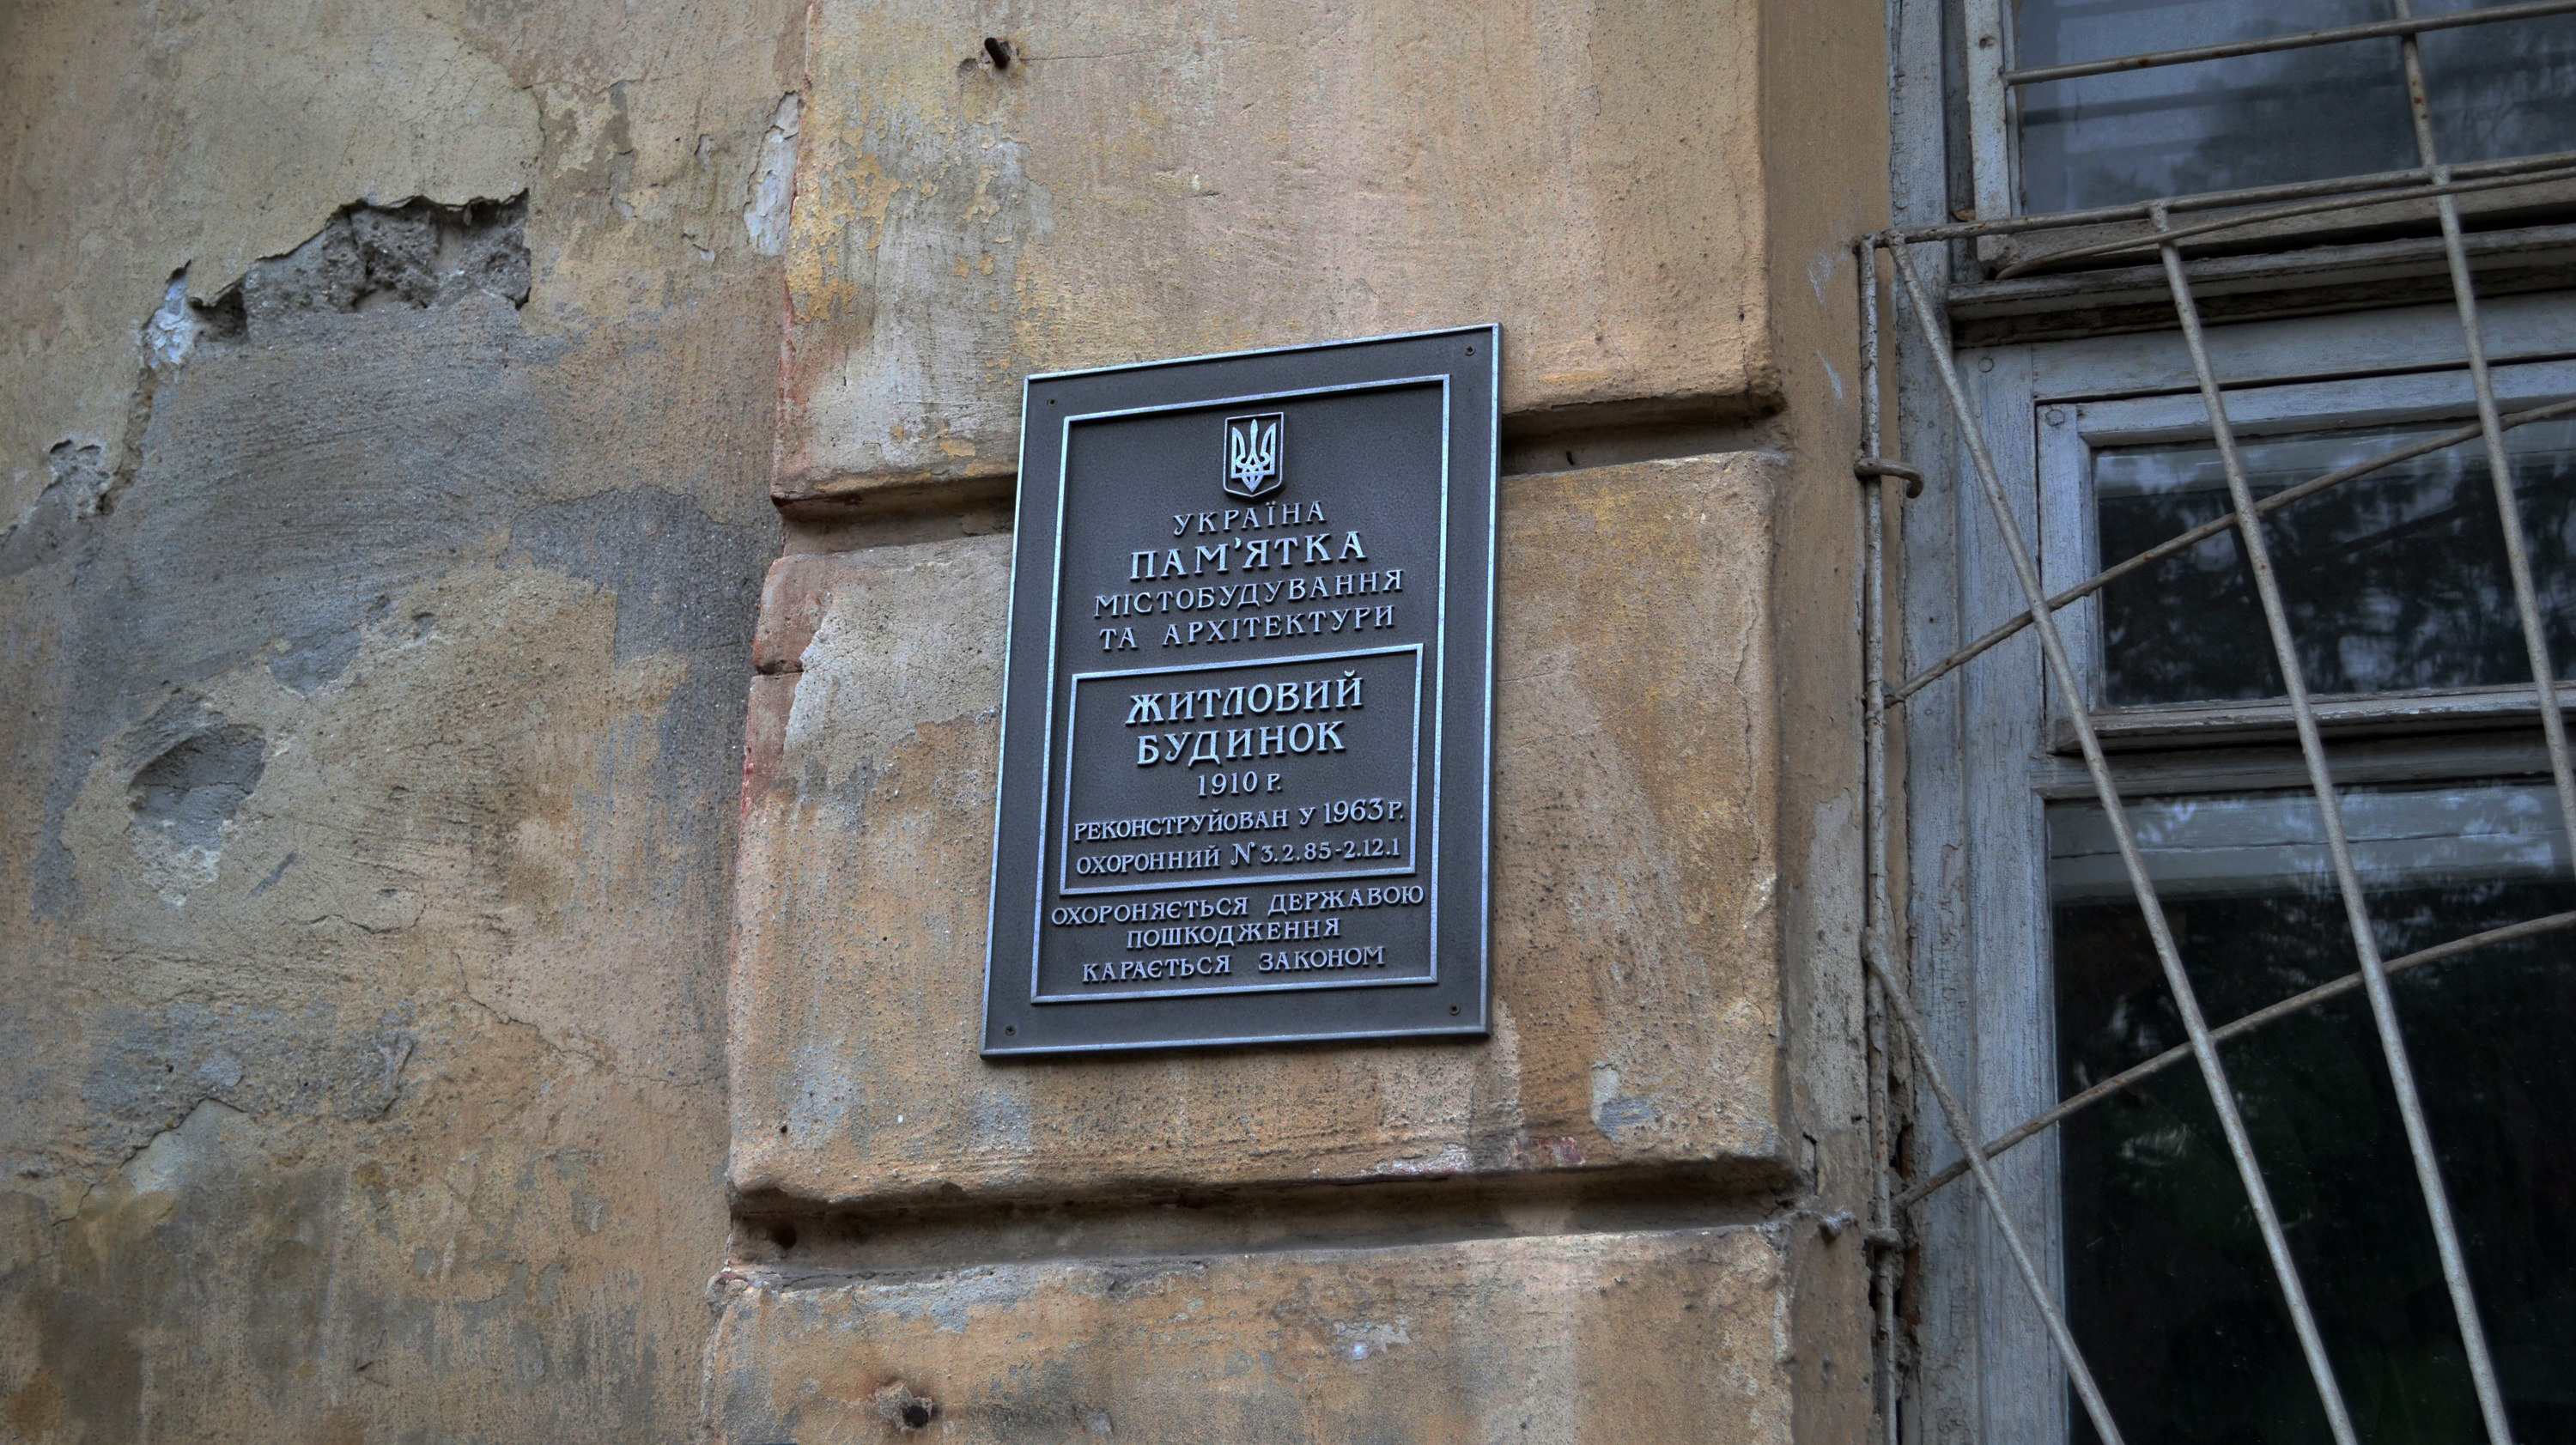 УКРАЇНА
ПАМ'ЯТКА
МІСТОБУДУВАННЯ
ТА АРХІТЕКТУРИ
ЖИТЛОВИЙ
БУДИНОК
1910 Р.
РЕКОНСТРУЙОВАН У 1963 Р.
ОХОРОННИЙ № 3.2.85-2.12.1
ОХОРОНЯЄТЬСЯ ДЕРЖАВОЮ
ПОШКОДЖЕННЯ
КАРАЄТЬСЯ ЗАКОНОМ